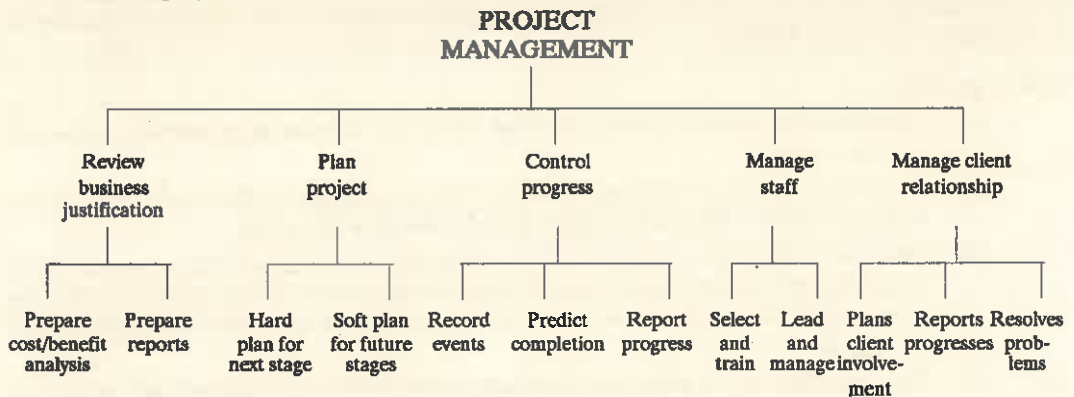 PROJECT
MANAGEMENT
Review
business
justification
Plan
project
Control
progress
Manage
staff
Manage client
relationship
Prepare
cost/benefit
analysis
Prepare
reports
Hard
plan for
next stage
Soft plan
for future
stages
Record
events
Predict
completion
Report
progress
Select
and
train
Lead
and
manage
Plans
client
involve-
ment
Reports
progresses
Resolves
prob-
lems